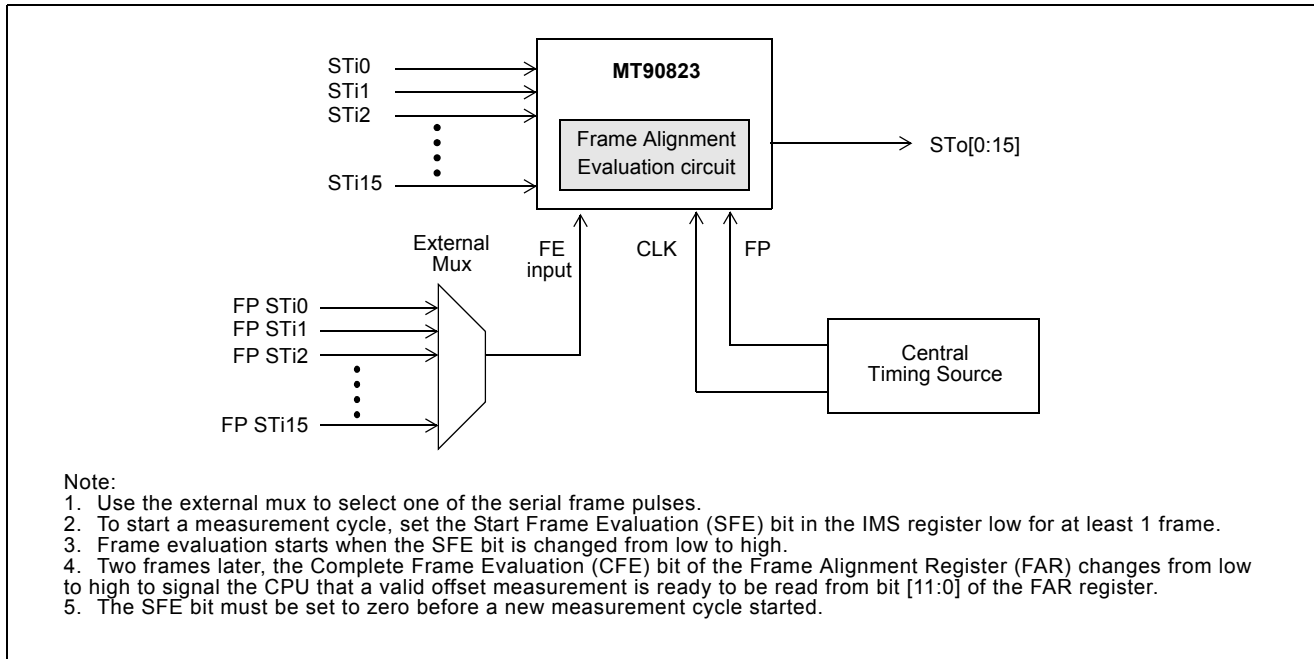 STi0
STi1
STi2
STi15
MT90823
Frame Alignment
Evaluation circuit
STo[0:15]
External
Mux
FE
input
CLK
FP
FP STi0
FP STi1
FP STi2
FP STi15
Central
Timing Source
Note:
1. Use the external mux to select one of the serial frame pulses.
2. To start a measurement cycle, set the Start Frame Evaluation (SFE) bit in the IMS register low for at least 1 frame.
3. Frame evaluation starts when the SFE bit is changed from low to high.
4. Two frames later, the Complete Frame Evaluation (CFE) bit of the Frame Alignment Register (FAR) changes from low
to high to signal the CPU that a valid offset measurement is ready to be read from bit [11:0] of the FAR register.
5. The SFE bit must be set to zero before a new measurement cycle started.